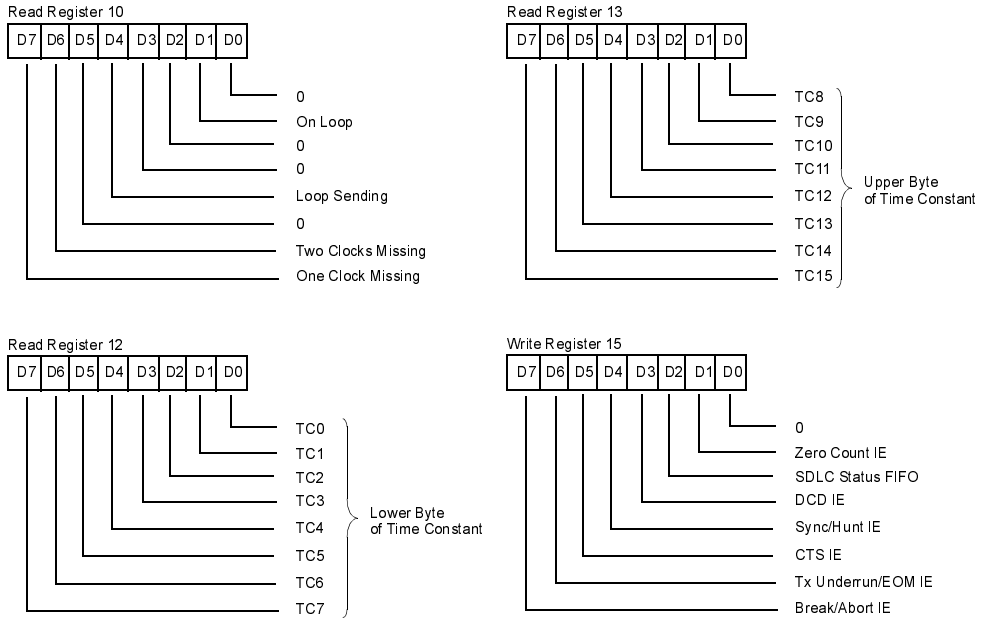 Read Register 10
D7 D6 D5 D4 D3 D2 D1 D0
0
On Loop
0
0
Loop Sending
0
Two Clocks Missing
One Clock Missing
Read Register 13
D7 D6 D5 D4 D3 D2 D1 D0
TC8
TC9
TC10
TC11
TC12
TC13
TC14
TC15
Upper Byte
of Time Constant
Read Register 12
D7 D6 D5 D4 D3 D2 D1 D0
TC0
TC1
TC2
TC3
TC4
TC5
TC6
TC7
Lower Byte
of Time Constant
Write Register 15
D7 D6 D5 D4 D3 D2 D1 D0
0
Zero Count IE
SDLC Status FIFO
DCD IE
Sync/Hunt IE
CTS IE
Tx Underrun/EOM IE
Break/Abort IE